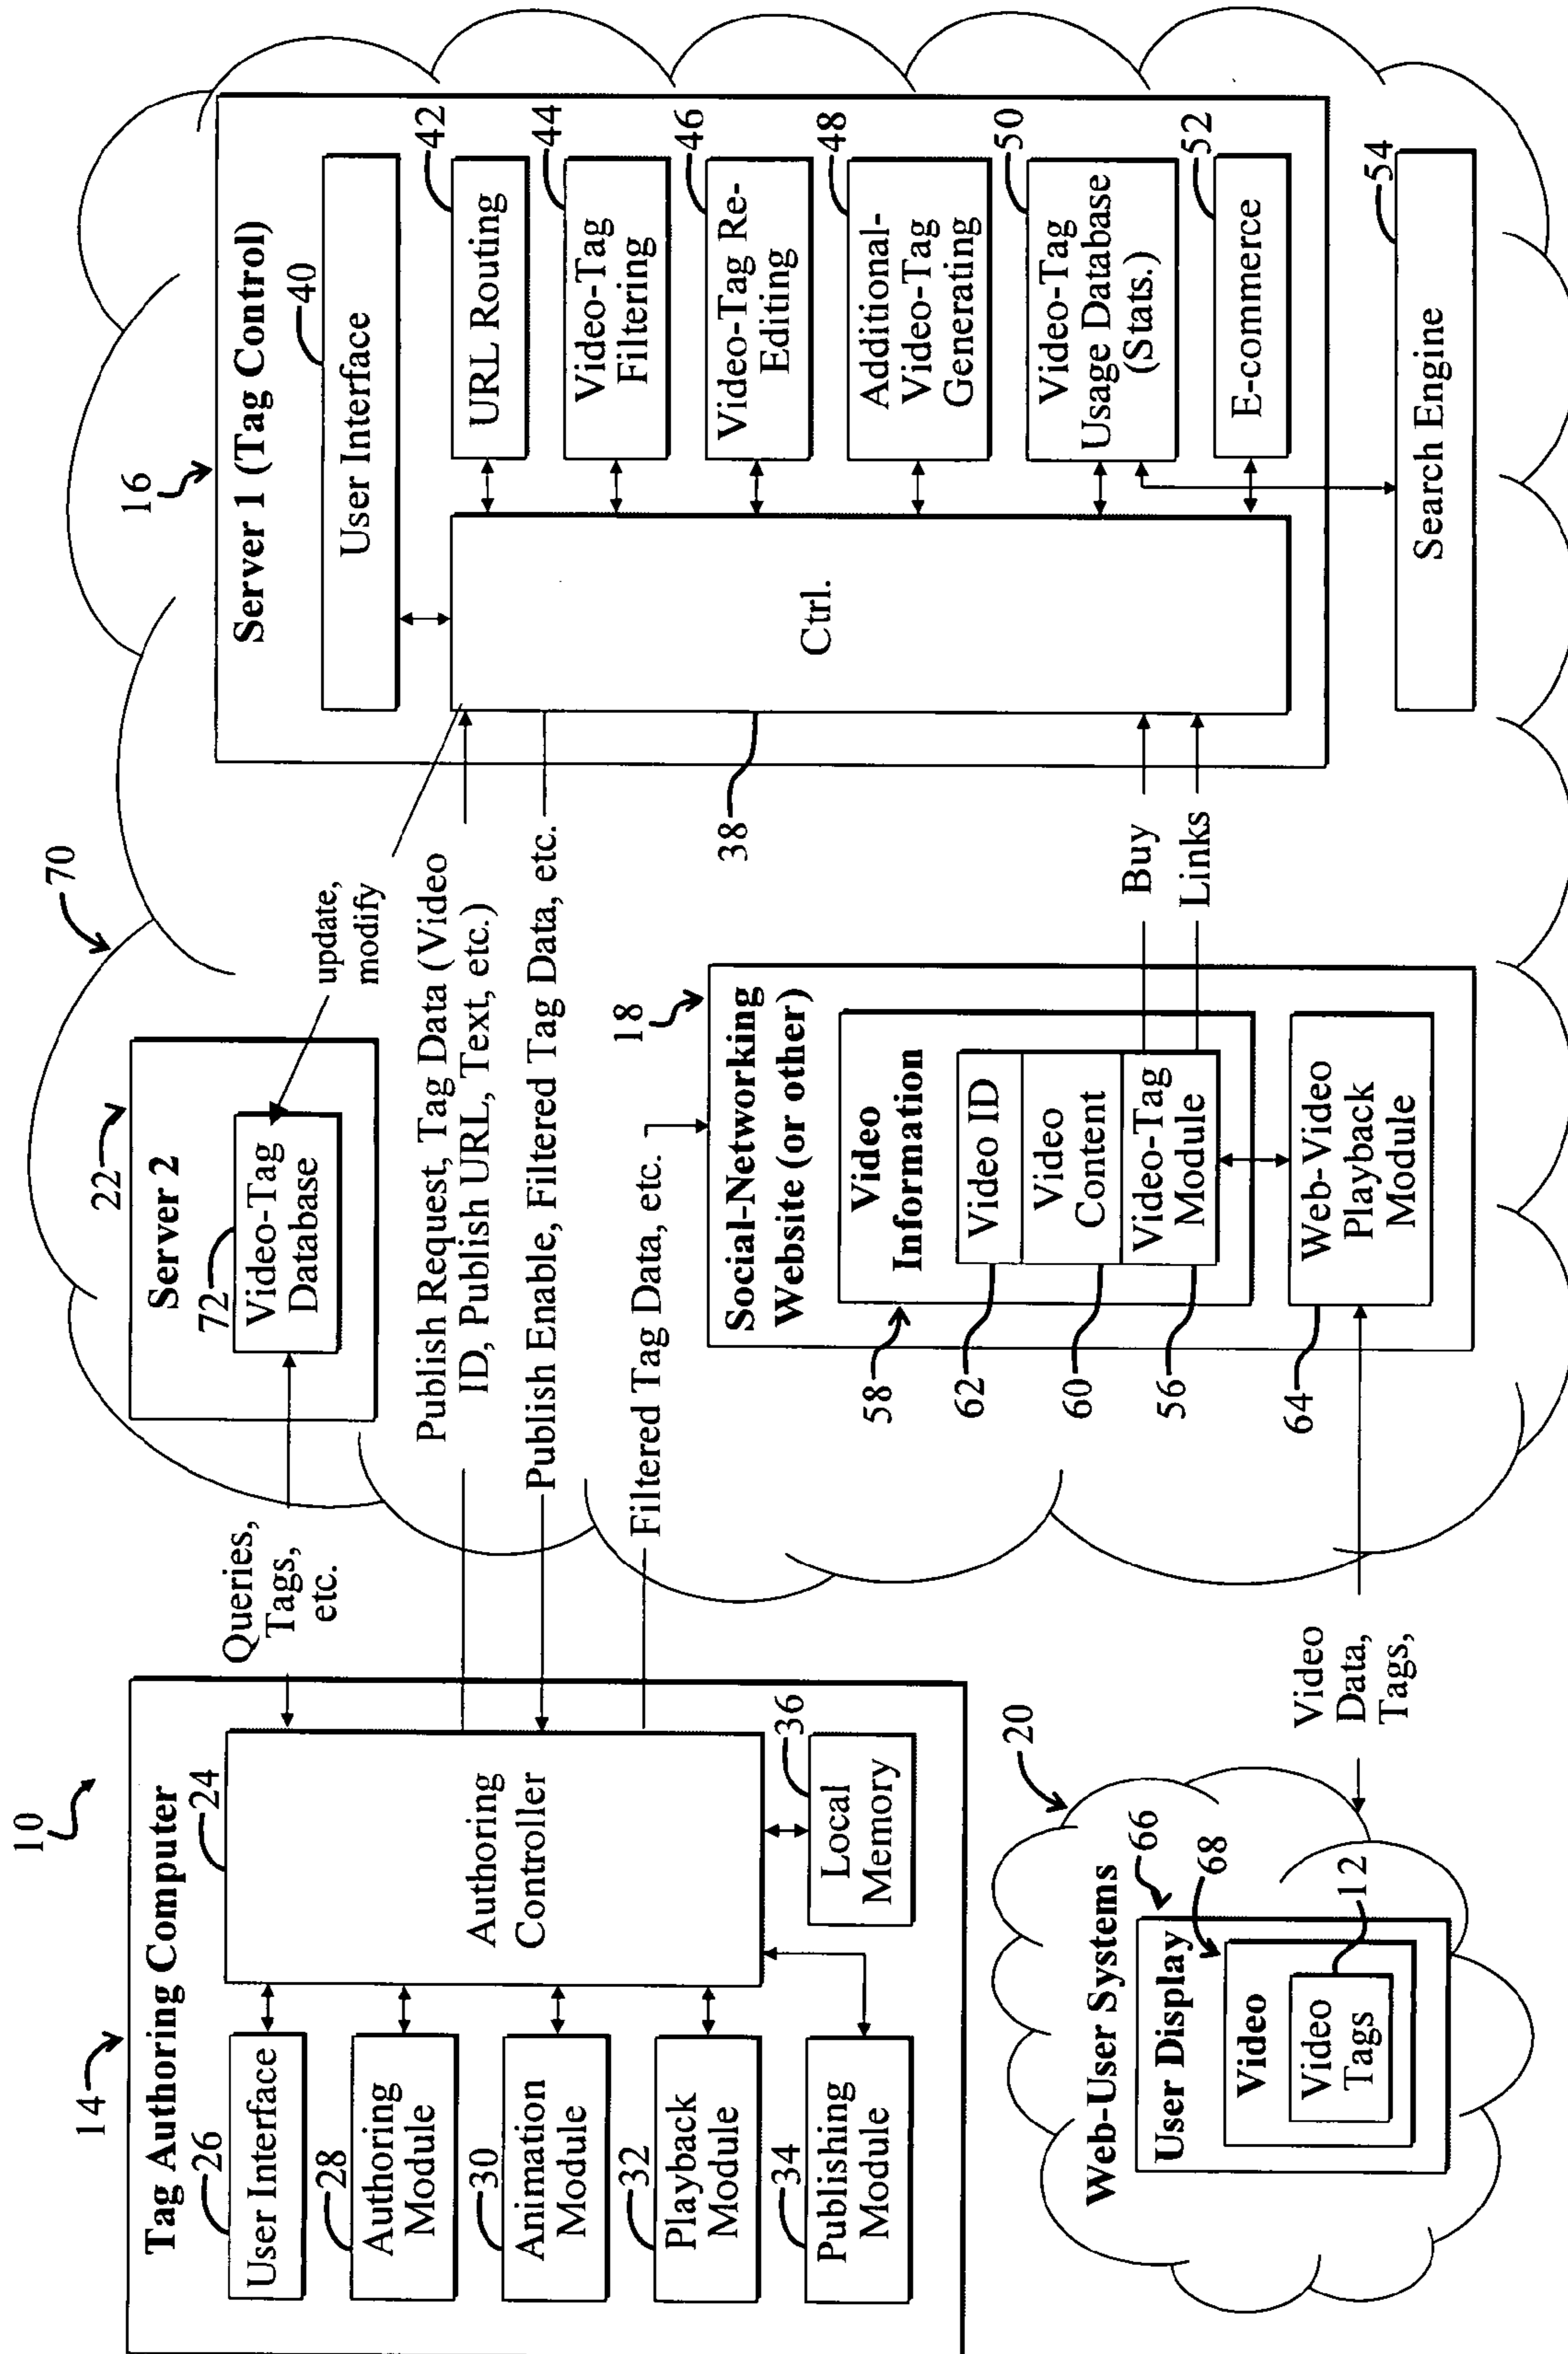 10
14
Tag Authoring Computer
26
User Interface
28
Authoring
Module
30
Animation
Module
32
Playback
Module
34
Publishing
Module
24
Authoring
Controller
36
Local
Memory
Queries,
Tags,
etc.
70
22
Server 2
72
Video-Tag
Database
update,
modify
Publish Request, Tag Data (Video
ID, Publish URL, Text, etc.)
Publish Enable, Filtered Tag Data, etc.
Filtered Tag Data, etc.
16
Server 1 (Tag Control)
40
User Interface
38
Ctrl.
42
URL Routing
44
Video-Tag
Filtering
46
Video-Tag Re-
Editing
48
Additional-
Video-Tag
Generating
50
Video-Tag
Usage Database
(Stats.)
52
E-commerce
54
Search Engine
Buy
Links
18
Social-Networking
Website (or other)
58
Video
Information
62
Video ID
60
Video
Content
56
Video-Tag
Module
64
Web-Video
Playback
Module
Video
Data,
Tags,
20
Web-User Systems
66
User Display
68
Video
12
Video
Tags